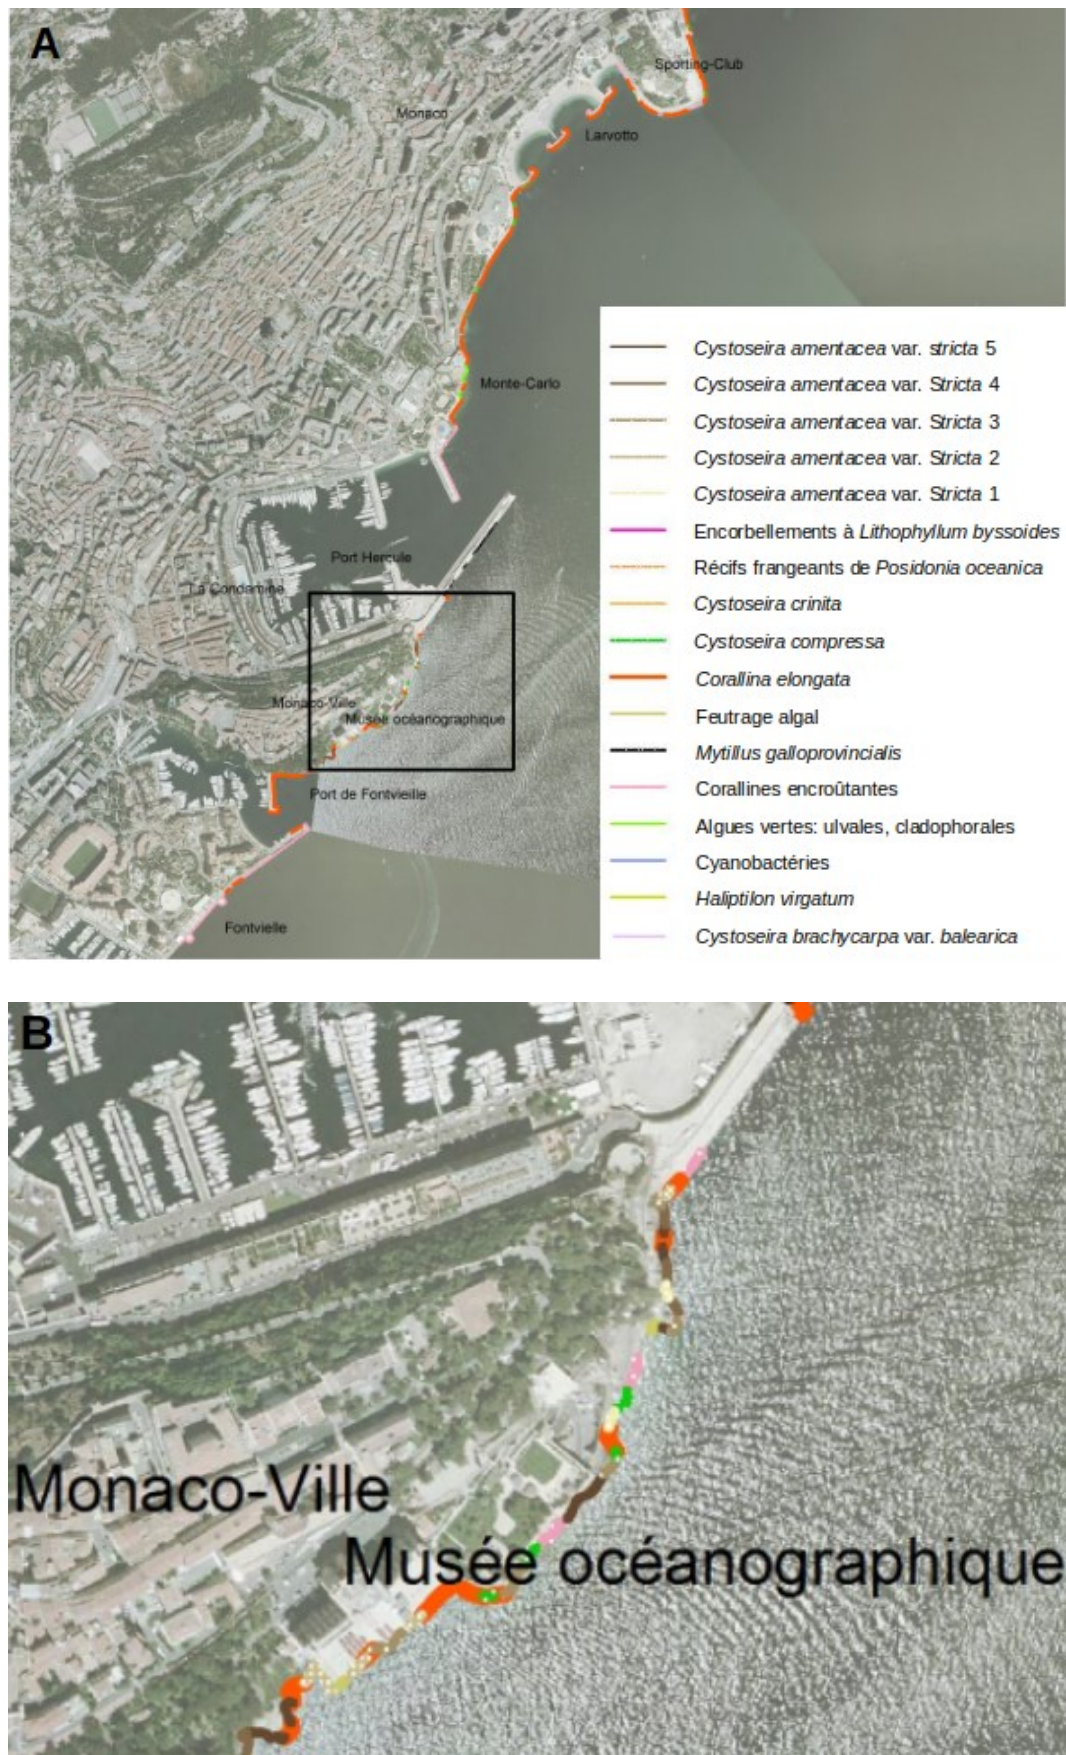 A
Sporting-Club
Monaco
Larvotto
Monte-Carlo
Port Hercule
La Condamine
Monaco-Ville
Musée océanographique
Port de Fontvieille
Fontvielle
Cystoseira amentacea var. stricta 5
Cystoseira amentacea var. Stricta 4
Cystoseira amentacea var. Stricta 3
Cystoseira amentacea var. Stricta 2
Cystoseira amentacea var. Stricta 1
Encorbellements à Lithophyllum byssoides
Récifs frangeants de Posidonia oceanica
Cystoseira crinita
Cystoseira compressa
Corallina elongata
Feutrage algal
Mytillus galloprovincialis
Corallines encroûtantes
Algues vertes: ulvales, cladophorales
Cyanobactéries
Haliptilon virgatum
Cystoseira brachycarpa var. balearica
B
Monaco-Ville
Musée océanographique